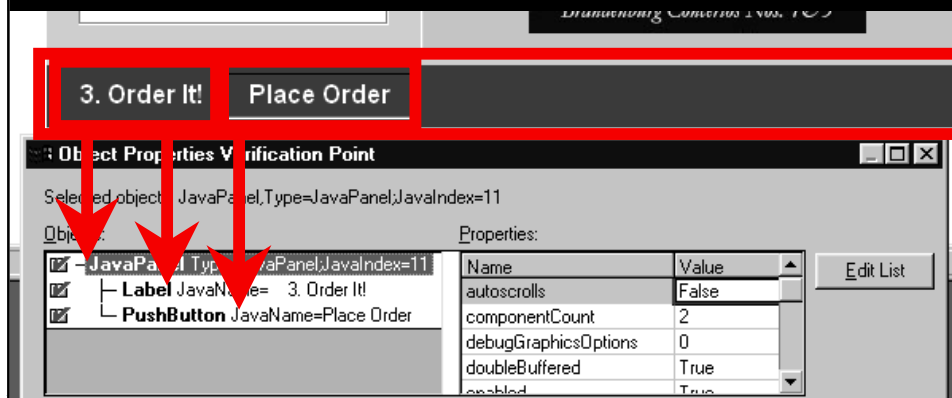 Brandenburg Concertos Nos. 1 & 3
3. Order It! Place Order
Object Properties Verification Point
Selected object: JavaPanel,Type=JavaPanel;JavaIndex=11
Objects: Properties:
JavaPanel Type=JavaPanel;JavaIndex=11 Name Value Edit List
Label JavaName= 3. Order It! autoscrolls False
PushButton JavaName=Place Order componentCount 2
debugGraphicsOptions 0
doubleBuffered True
enabled True